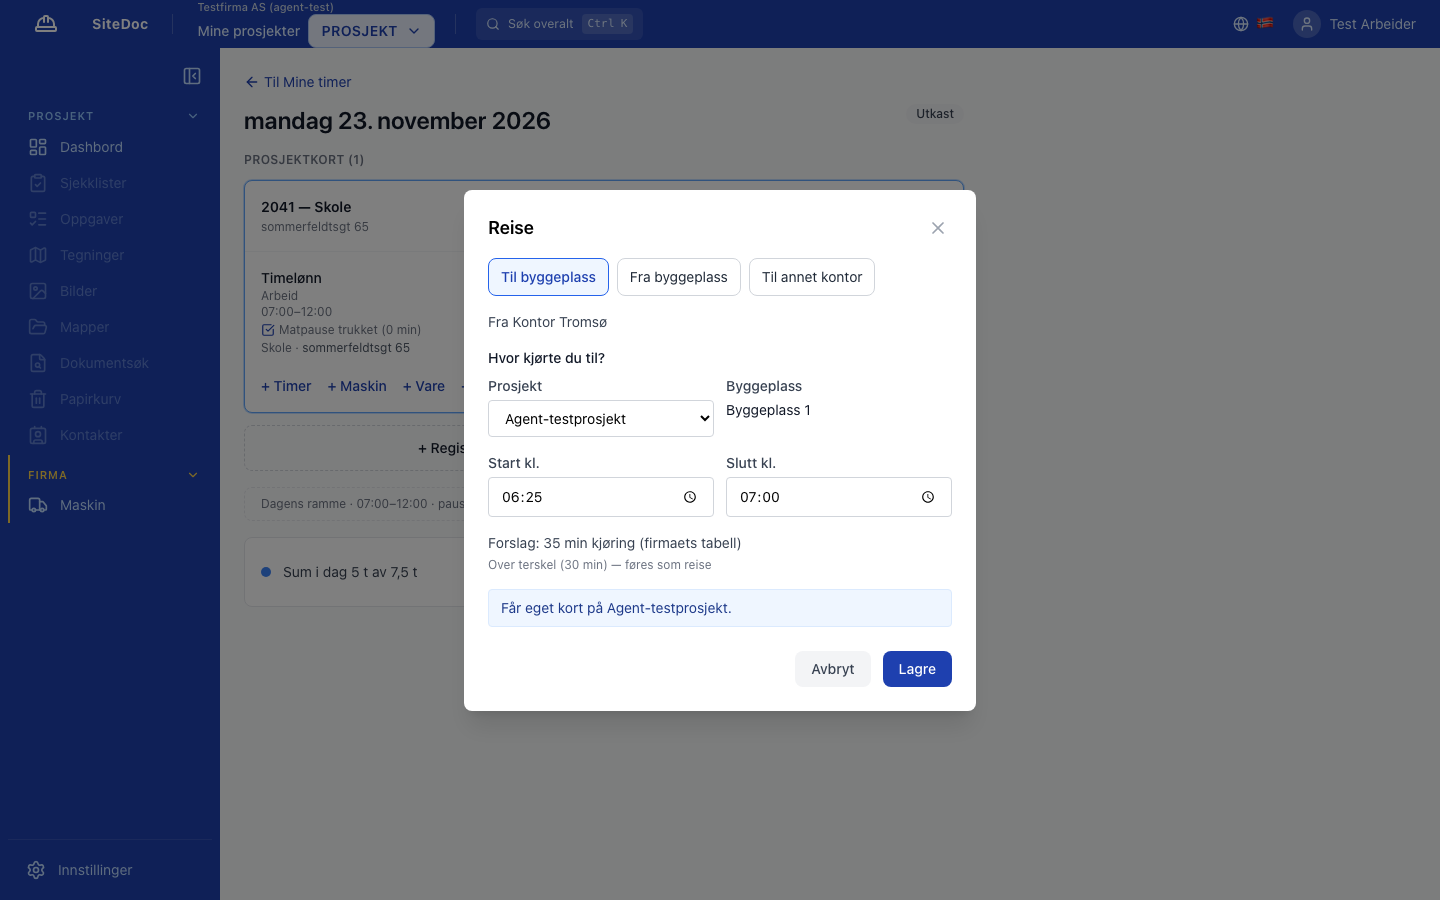 Testfirma AS (agent-test)
SiteDoc
Mine prosjekter
PROSJEKT
Søk overalt
Ctrl K
Test Arbeider
Til Mine timer
mandag 23. november 2026
Utkast
PROSJEKTKORT (1)
PROSJEKT
Dashbord
Sjekklister
Oppgaver
Tegninger
Bilder
Mapper
Dokumentsøk
Papirkurv
Kontakter
FIRMA
Maskin
Innstillinger
2041 — Skole
sommerfeldtsgt 65
Timelønn
Arbeid
07:00–12:00
Matpause trukket (0 min)
Skole · sommerfeldtsgt 65
+ Timer + Maskin + Vare
+ Regis
Dagens ramme · 07:00–12:00 · paus
Sum i dag 5 t av 7,5 t
Reise
Til byggeplass
Fra byggeplass
Til annet kontor
Fra Kontor Tromsø
Hvor kjørte du til?
Prosjekt
Byggeplass
Agent-testprosjekt
Byggeplass 1
Start kl.
Slutt kl.
06:25
07:00
Forslag: 35 min kjøring (firmaets tabell)
Over terskel (30 min) — føres som reise
Får eget kort på Agent-testprosjekt.
Avbryt
Lagre